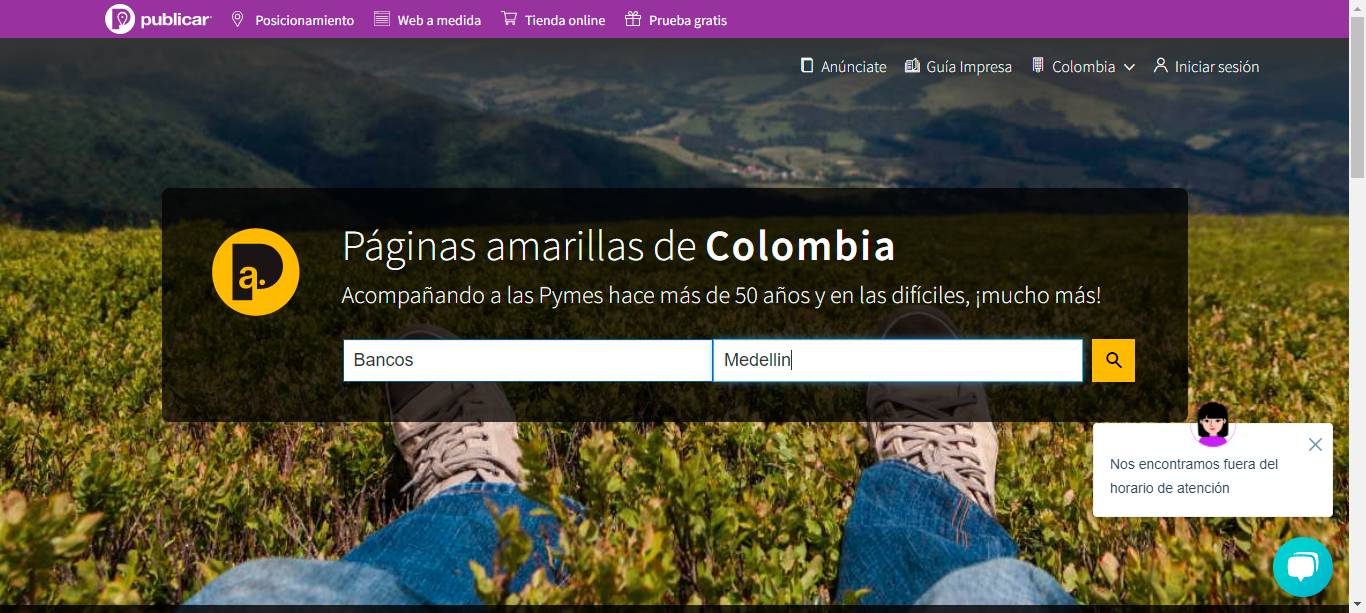 publicar Posicionamiento Web a medida Tienda online Prueba gratis
Anúnciate Guía Impresa Colombia Iniciar sesión
Páginas amarillas de Colombia
a.
Acompañando a las Pymes hace más de 50 años y en las difíciles, ¡mucho más!
Bancos Medellin
Nos encontramos fuera del
horario de atención